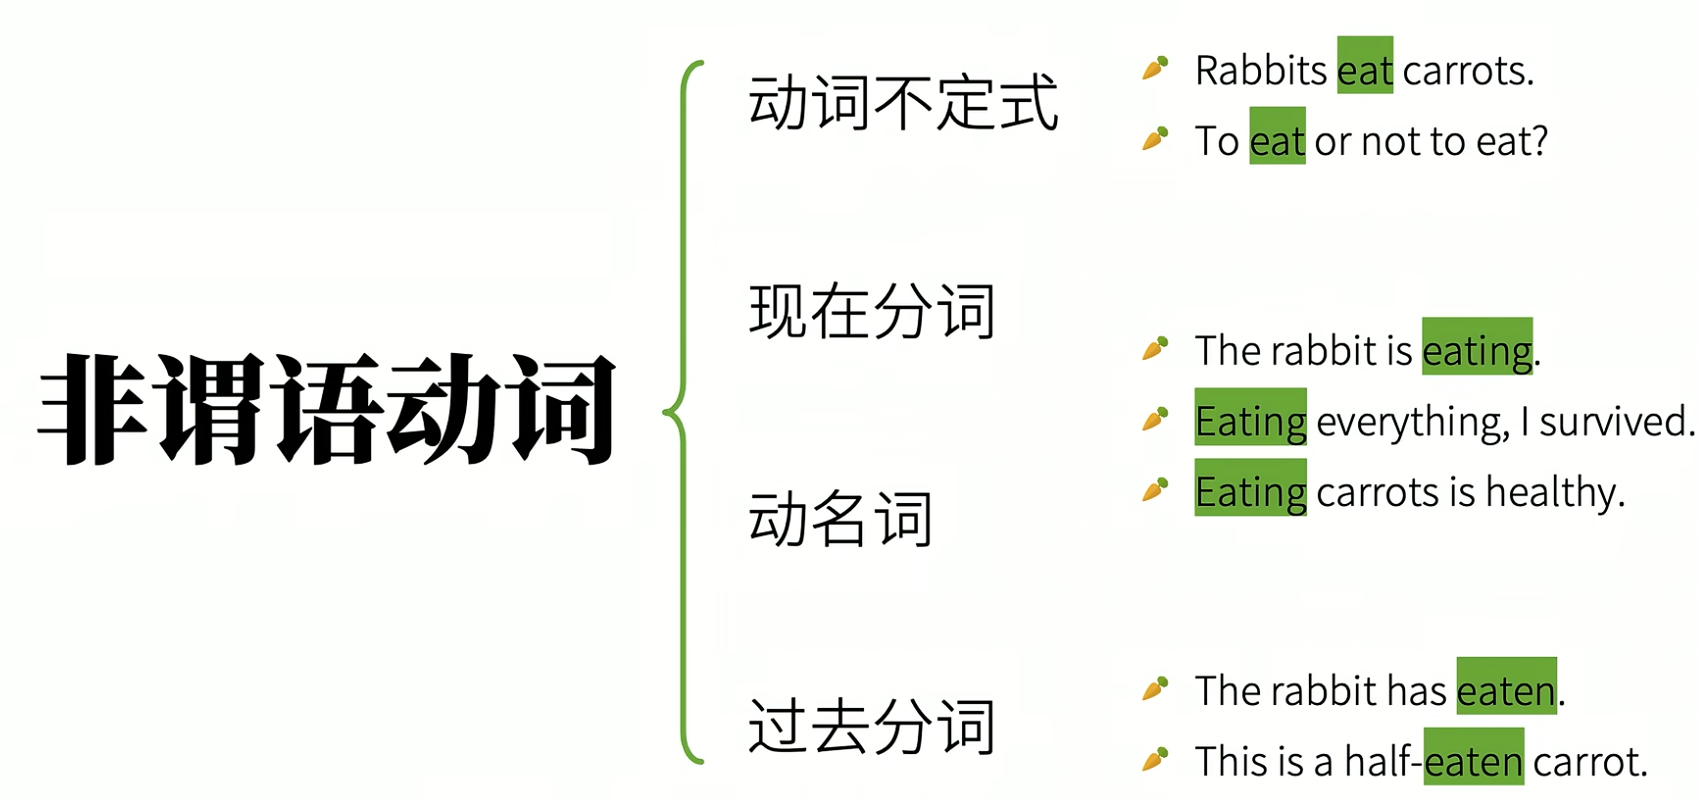 非谓语动词
动词不定式
Rabbits eat carrots.
To eat or not to eat?
现在分词
The rabbit is eating.
Eating everything, I survived.
动名词
Eating carrots is healthy.
过去分词
The rabbit has eaten.
This is a half-eaten carrot.